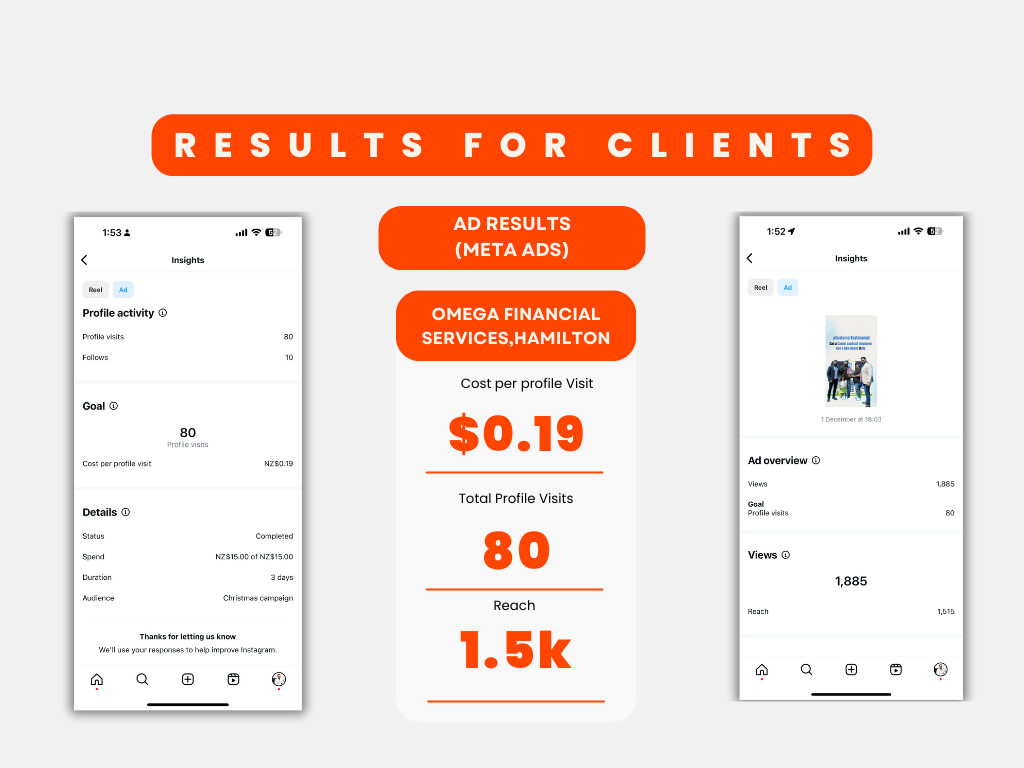 RESULTS FOR CLIENTS
1:53
Insights
Reel Ad
Profile activity
Profile visits 80
Follows 10
Goal
80
Profile visits
Cost per profile visit NZ$0.19
Details
Status Completed
Spend NZ$15.00 of NZ$15.00
Duration 3 days
Audience Christmas campaign
Thanks for letting us know
We'll use your responses to help improve Instagram.
AD RESULTS
(META ADS)
OMEGA FINANCIAL
SERVICES,HAMILTON
Cost per profile Visit
$0.19
Total Profile Visits
80
Reach
1.5k
1:52
Insights
Reel Ad
1 December at 18:03
Ad overview
Views 1,885
Goal
Profile visits 80
Views
1,885
Reach 1,515